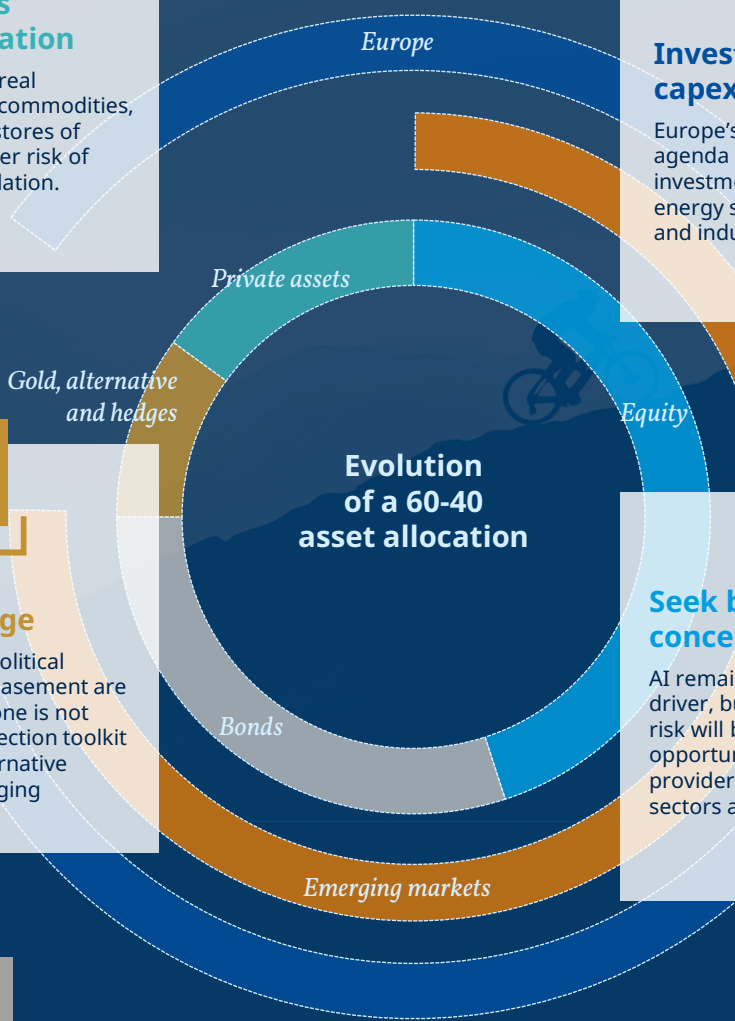 s
ation
real
commodities,
stores of
er risk of
lation.
Europe
Inves
capex
Europe's
agenda
investme
energy s
and indu
Private assets
Gold, alternative
and hedges
Equity
Evolution
of a 60-40
asset allocation
ge
olitical
asement are
one is not
ection toolkit
rnative
ging
Bonds
Seek b
conce
AI remai
driver, bu
risk will b
opportun
provider
sectors a
Emerging markets